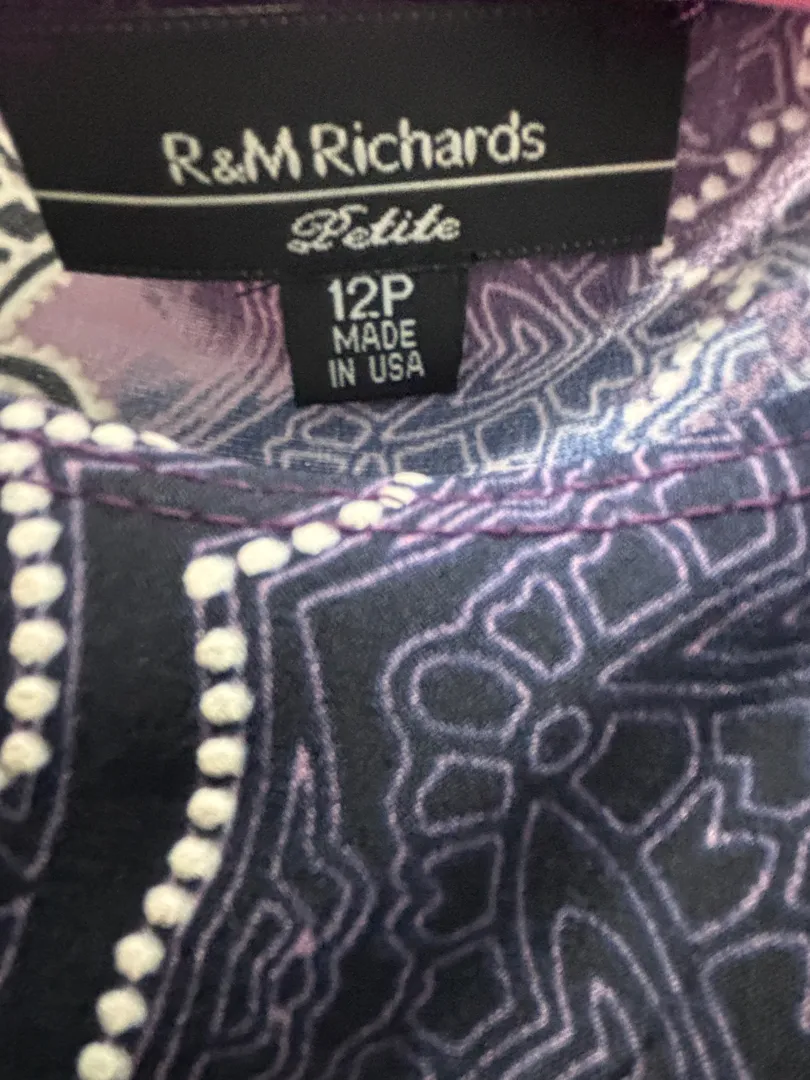 R&M Richards
Petite
12P
MADE
IN USA